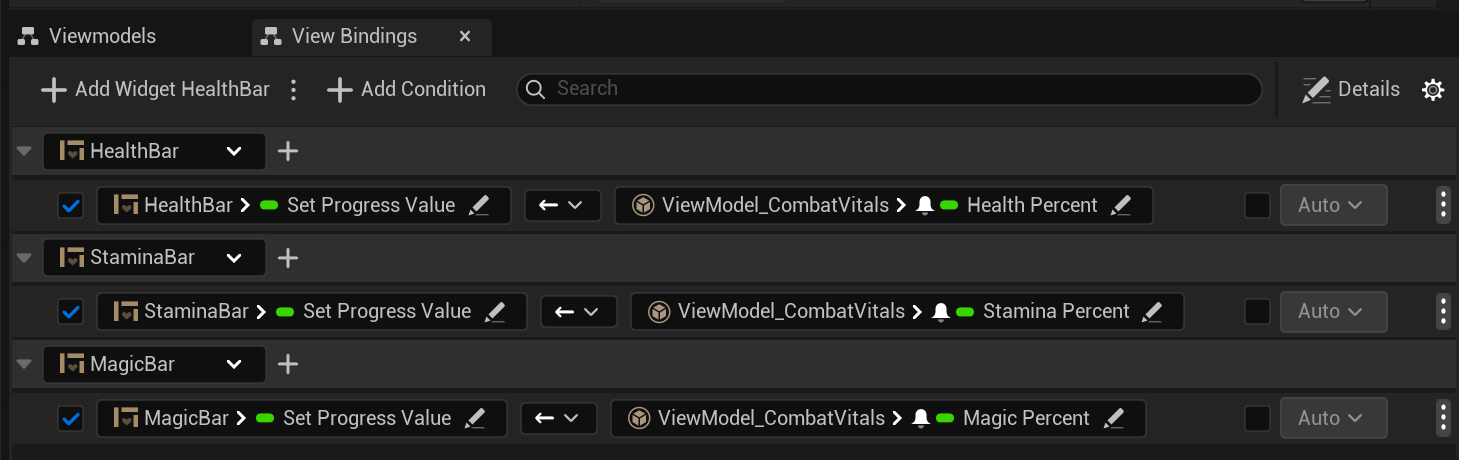 Viewmodels View Bindings
Add Widget HealthBar Add Condition Search Details
HealthBar
HealthBar Set Progress Value ViewModel_CombatVitals Health Percent Auto
StaminaBar
StaminaBar Set Progress Value ViewModel_CombatVitals Stamina Percent Auto
MagicBar
MagicBar Set Progress Value ViewModel_CombatVitals Magic Percent Auto